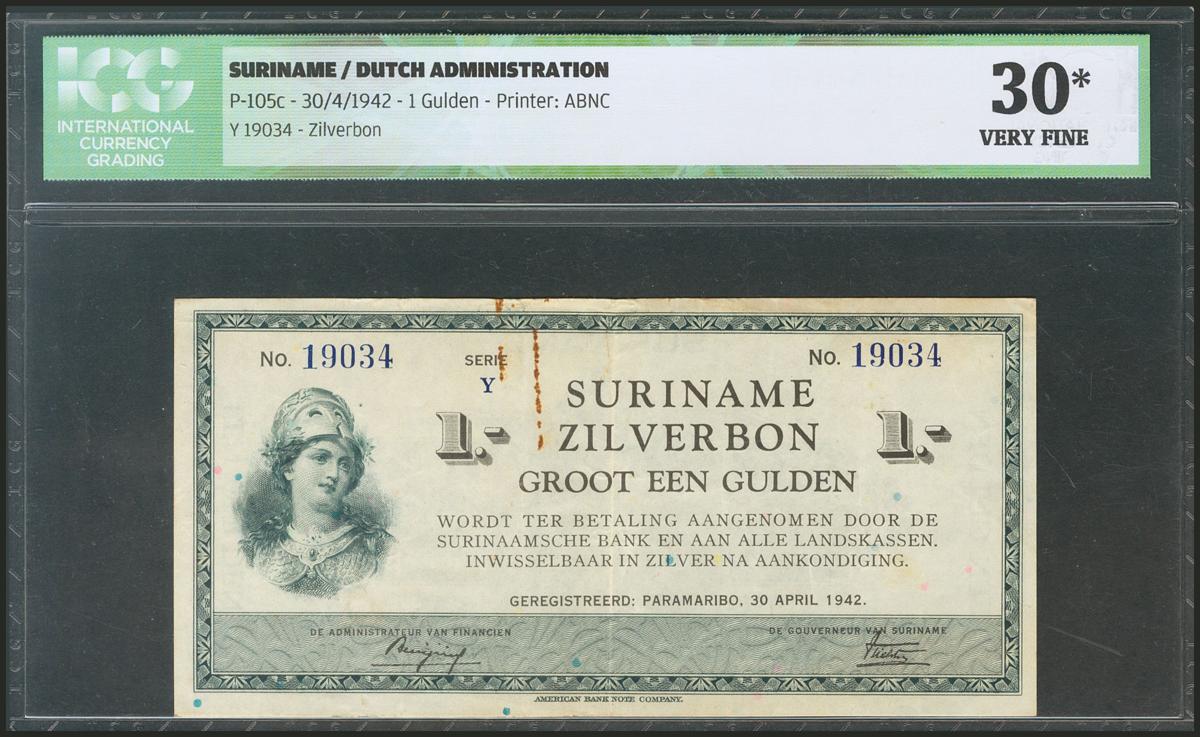 ICG
INTERNATIONAL
CURRENCY
GRADING
SURINAME / DUTCH ADMINISTRATION
P-105c - 30/4/1942 - 1 Gulden - Printer: ABNC
Y 19034 - Zilverbon
30*
VERY FINE
No. 19034
SERIE
Y
No. 19034
1.-
SURINAME
ZILVERBON
1.-
GROOT EEN GULDEN
WORDT TER BETALING AANGENOMEN DOOR DE
SURINAAMSCHE BANK EN AAN ALLE LANDSKASSEN.
INWISSELBAAR IN ZILVER NA AANKONDIGING.
GEREGISTREERD: PARAMARIBO, 30 APRIL 1942.
DE ADMINISTRATEUR VAN FINANCIEN
DE GOUVERNEUR VAN SURINAME
AMERICAN BANK NOTE COMPANY.